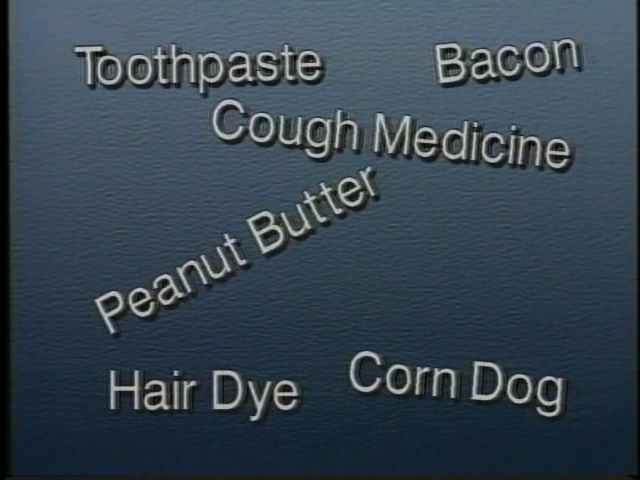 Toothpaste
Bacon
Cough Medicine
Peanut Butter
Hair Dye
Corn Dog